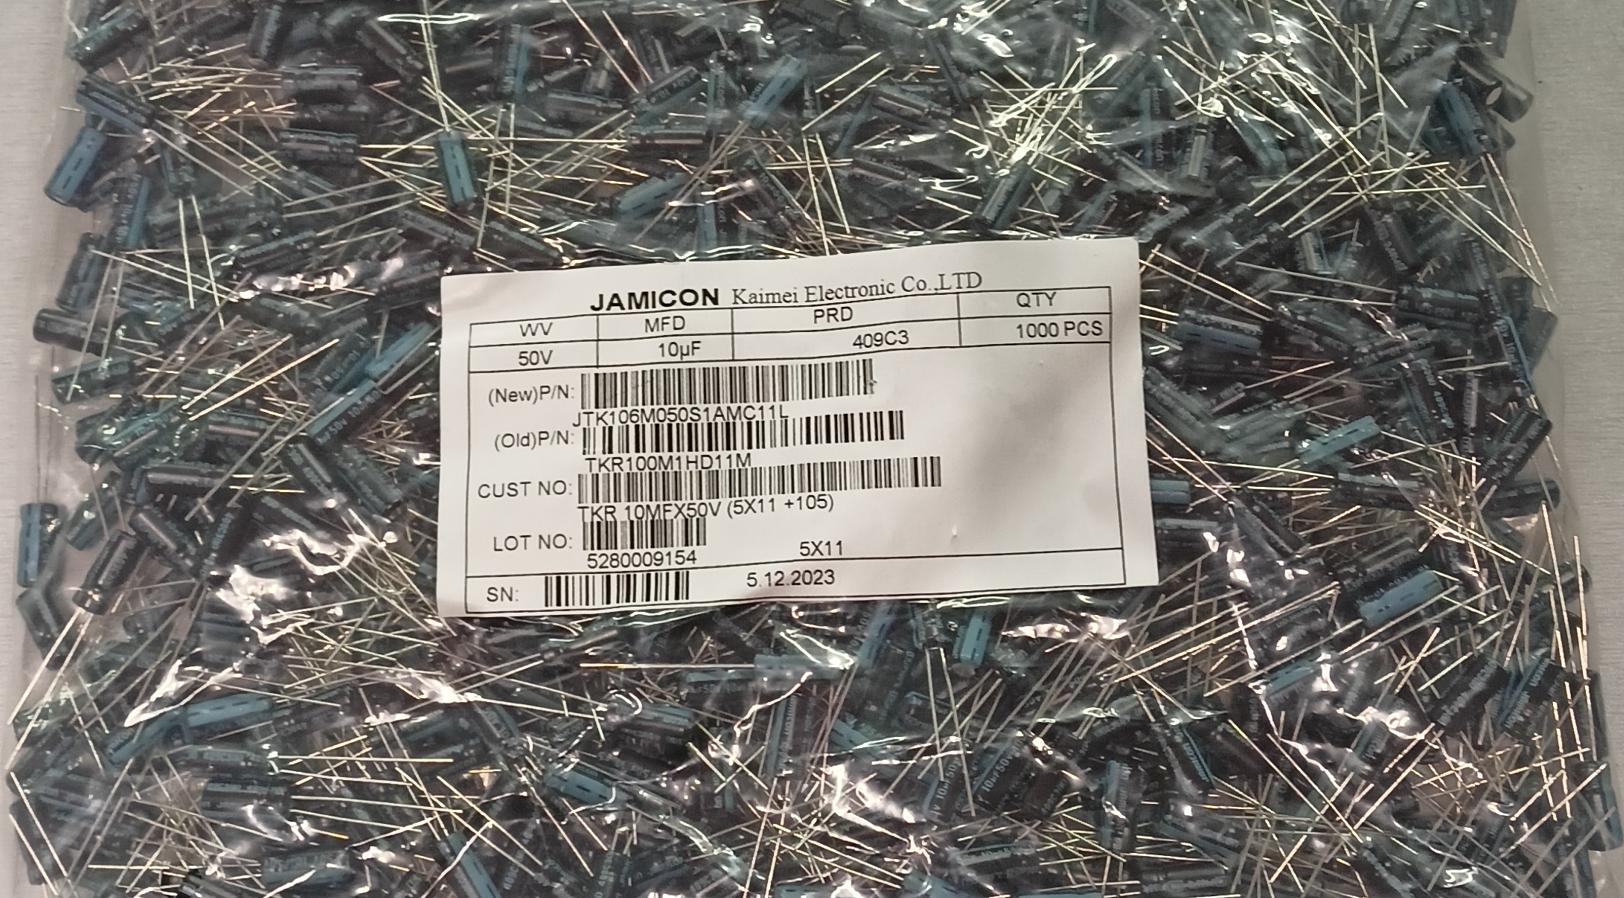 JAMICON Kaimei Electronic Co.,LTD
WV MFD PRD QTY
50V 10µF 409C3 1000 PCS
(New)P/N:
JTK106M050S1AMC11L
(Old)P/N:
TKR100M1HD11M
CUST NO:
TKR 10MFX50V (5X11 +105)
LOT NO:
5280009154 5X11
SN: 5.12.2023